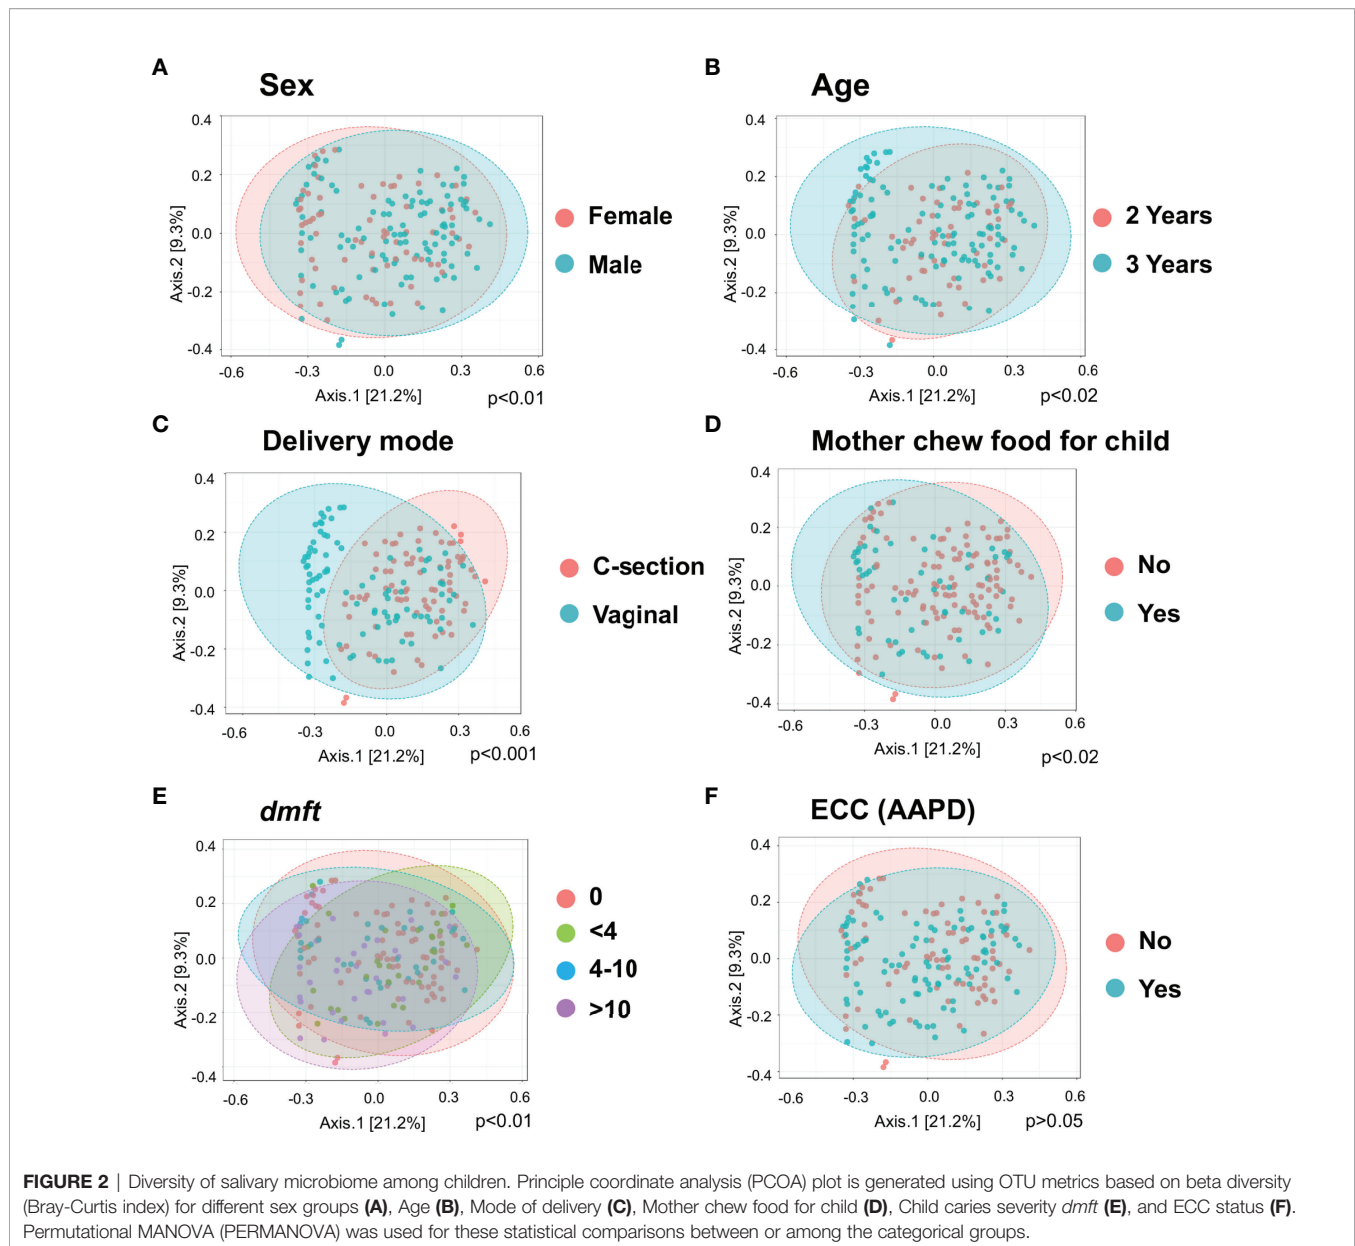 A
Sex
0.4
0.2
0.0
-0.2
-0.4
Axis.2 [9.3%]
-0.6
-0.3
0.0
0.3
0.6
Axis.1 [21.2%]
p<0.01
Female
Male
B
Age
0.4
0.2
0.0
-0.2
-0.4
Axis.2 [9.3%]
-0.6
-0.3
0.0
0.3
0.6
Axis.1 [21.2%]
p<0.02
2 Years
3 Years
C
Delivery mode
0.4
0.2
0.0
-0.2
-0.4
Axis.2 [9.3%]
-0.6
-0.3
0.0
0.3
0.6
Axis.1 [21.2%]
p<0.001
C-section
Vaginal
D
Mother chew food for child
0.4
0.2
0.0
-0.2
-0.4
Axis.2 [9.3%]
-0.6
-0.3
0.0
0.3
0.6
Axis.1 [21.2%]
p<0.02
No
Yes
E
dmft
0.4
0.2
0.0
-0.2
-0.4
Axis.2 [9.3%]
-0.6
-0.3
0.0
0.3
0.6
Axis.1 [21.2%]
p<0.01
0
<4
4-10
>10
F
ECC (AAPD)
0.4
0.2
0.0
-0.2
-0.4
Axis.2 [9.3%]
-0.6
-0.3
0.0
0.3
0.6
Axis.1 [21.2%]
p>0.05
No
Yes
FIGURE 2 | Diversity of salivary microbiome among children. Principle coordinate analysis (PCOA) plot is generated using OTU metrics based on beta diversity
(Bray-Curtis index) for different sex groups (A), Age (B), Mode of delivery (C), Mother chew food for child (D), Child caries severity dmft (E), and ECC status (F).
Permutational MANOVA (PERMANOVA) was used for these statistical comparisons between or among the categorical groups.